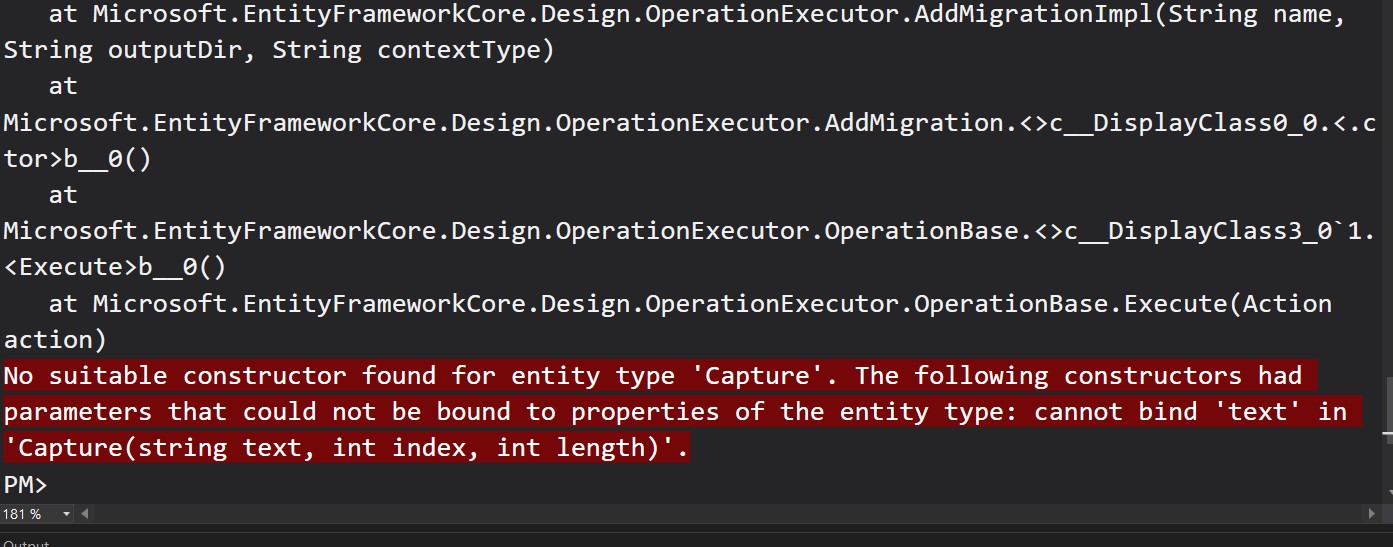 at Microsoft.EntityFrameworkCore.Design.OperationExecutor.AddMigrationImpl(String name,
String outputDir, String contextType)
   at
Microsoft.EntityFrameworkCore.Design.OperationExecutor.AddMigration.<>c__DisplayClass0_0.<.c
tor>b__0()
   at
Microsoft.EntityFrameworkCore.Design.OperationExecutor.OperationBase.<>c__DisplayClass3_0`1.
<Execute>b__0()
   at Microsoft.EntityFrameworkCore.Design.OperationExecutor.OperationBase.Execute(Action
action)
No suitable constructor found for entity type 'Capture'. The following constructors had
parameters that could not be bound to properties of the entity type: cannot bind 'text' in
'Capture(string text, int index, int length)'.
PM>
181 %
Output